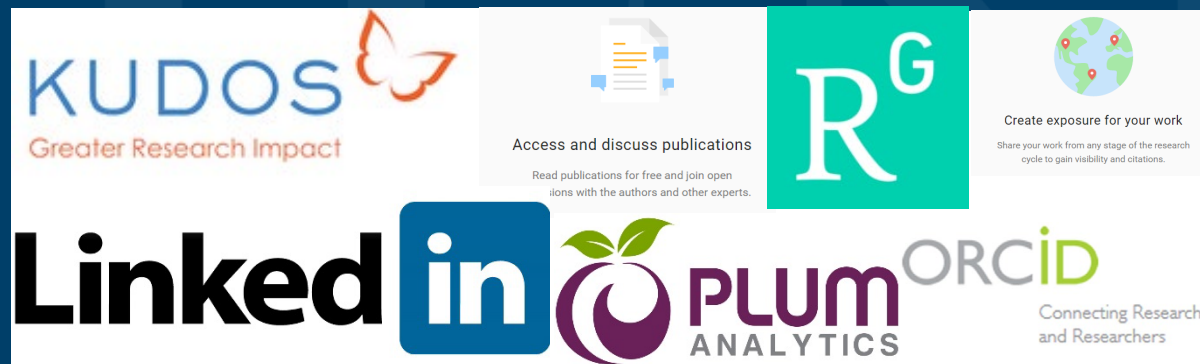 KUDOS
Greater Research Impact
Access and discuss publications
Read publications for free and join open
sions with the authors and other experts.
RG
Create exposure for your work
Share your work from any stage of the research
cycle to gain visibility and citations.
Linked in
PLUM
ANALYTICS
ORCiD
Connecting Research
and Researchers